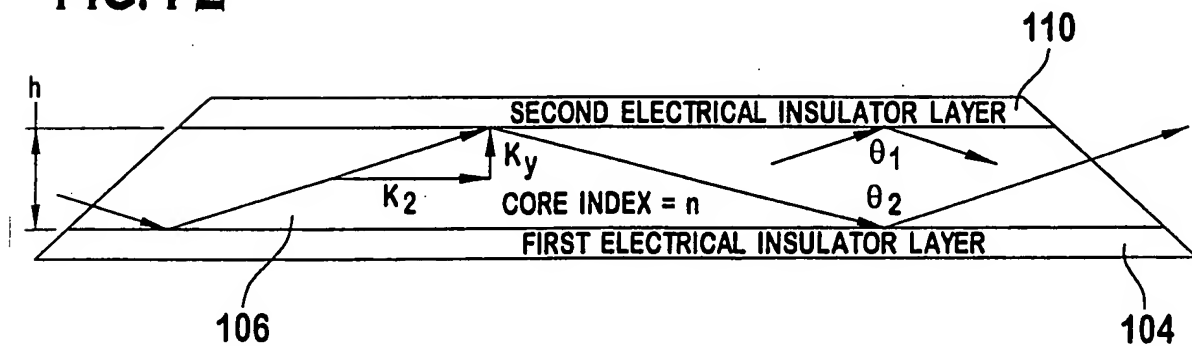 110
h
SECOND ELECTRICAL INSULATOR LAYER
Ky
θ1
K2
CORE INDEX = n
θ2
FIRST ELECTRICAL INSULATOR LAYER
106
104